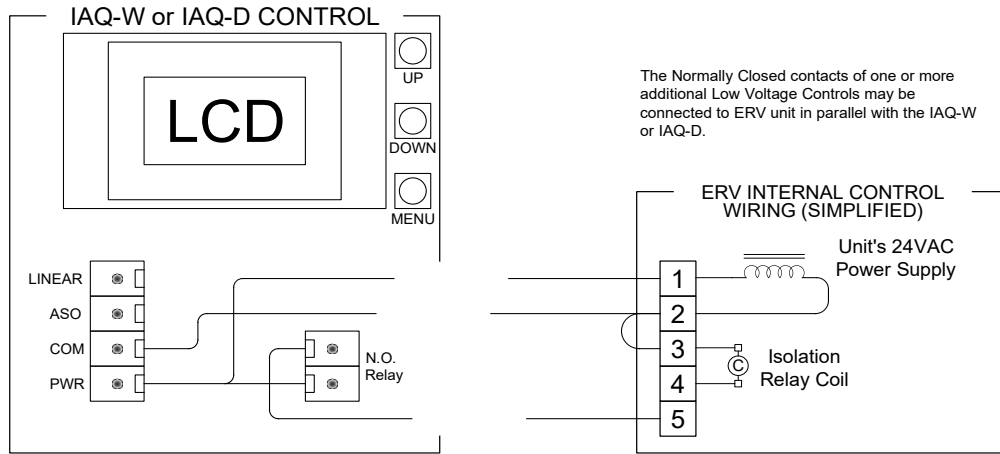 IAQ-W or IAQ-D CONTROL
LCD
UP
DOWN
MENU
The Normally Closed contacts of one or more
additional Low Voltage Controls may be
connected to ERV unit in parallel with the IAQ-W
or IAQ-D.
ERV INTERNAL CONTROL
WIRING (SIMPLIFIED)
Unit's 24VAC
Power Supply
LINEAR
ASO
COM
PWR
N.O.
Relay
1
2
3
4
5
C
Isolation
Relay Coil